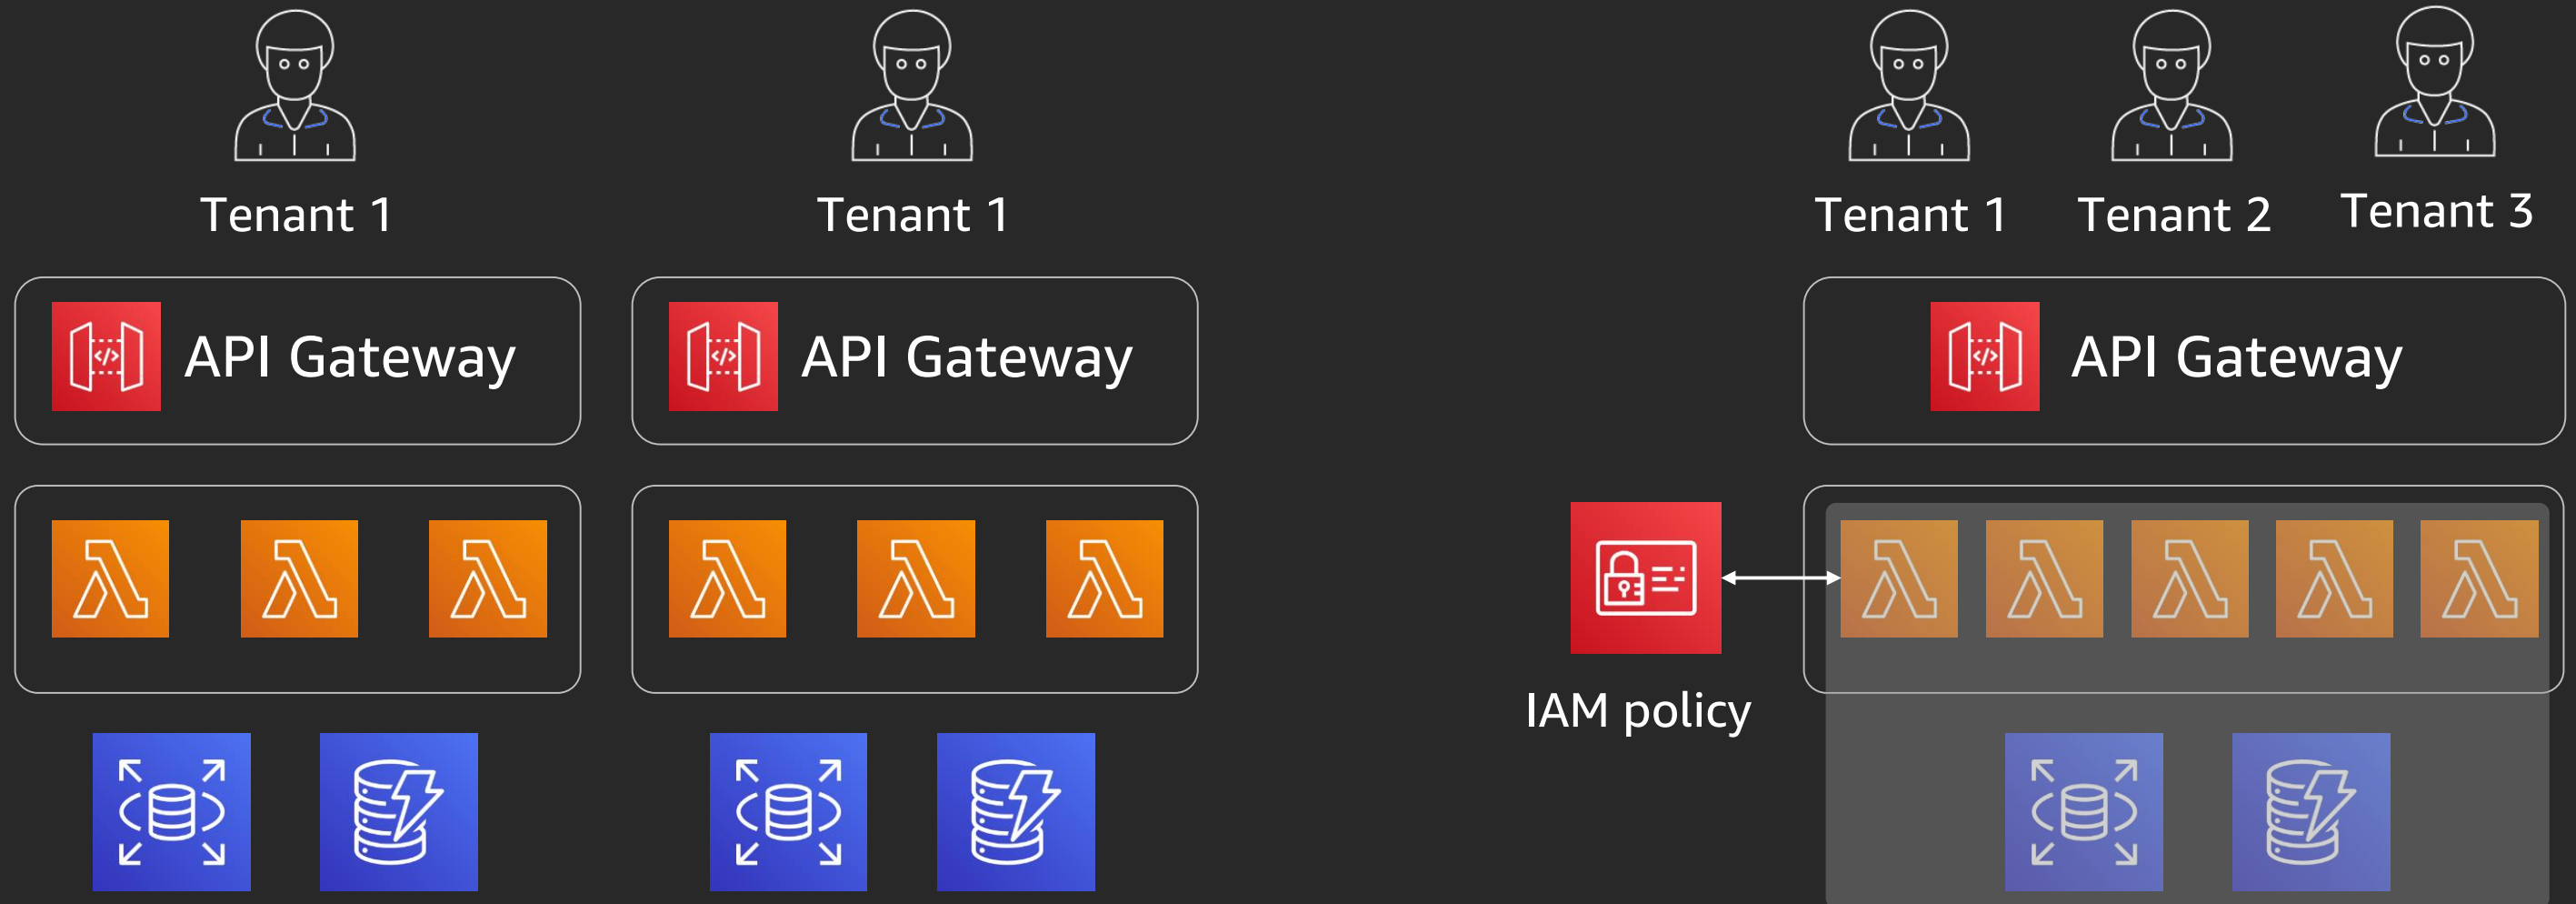 Tenant 1
Tenant 1
Tenant 1
Tenant 2
Tenant 3
API Gateway
API Gateway
API Gateway
IAM policy